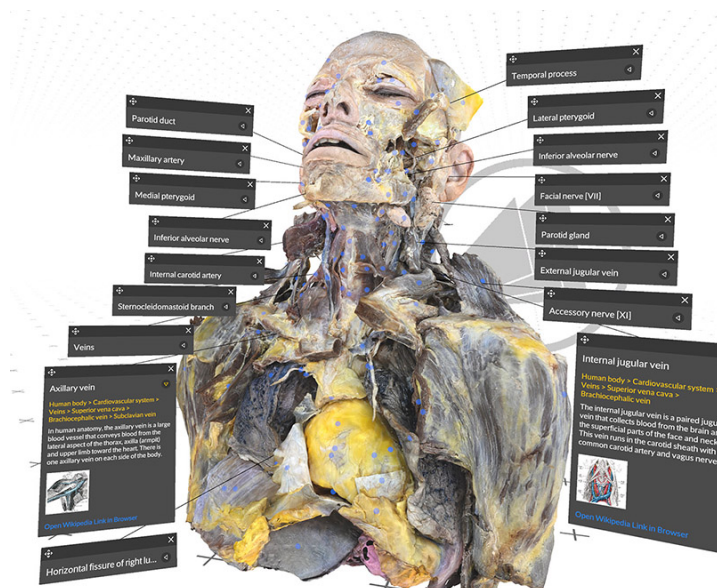 Parotid duct
Maxillary artery
Medial pterygoid
Inferior alveolar nerve
Internal carotid artery
Sternocleidomastoid branch
Veins
Axillary vein
Human body > Cardiovascular system >
Veins > Superior vena cava >
Brachiocephalic vein > Subclavian vein
In human anatomy, the axillary vein is a large
blood vessel that conveys blood from the
lateral aspect of the thorax, axilla (armpit)
and upper limb toward the heart. There is
one axillary vein on each side of the body.
Open Wikipedia Link in Browser
Horizontal fissure of right lu...
Temporal process
Lateral pterygoid
Inferior alveolar nerve
Facial nerve [VII]
Parotid gland
External jugular vein
Accessory nerve [XI]
Internal jugular vein
Human body > Cardiovascular system
Veins > Superior vena cava >
Brachiocephalic vein
The internal jugular vein is a paired jugu
vein that collects blood from the brain a
the superficial parts of the face and neck
This vein runs in the carotid sheath with
common carotid artery and vagus nerve
Open Wikipedia Link in Browser